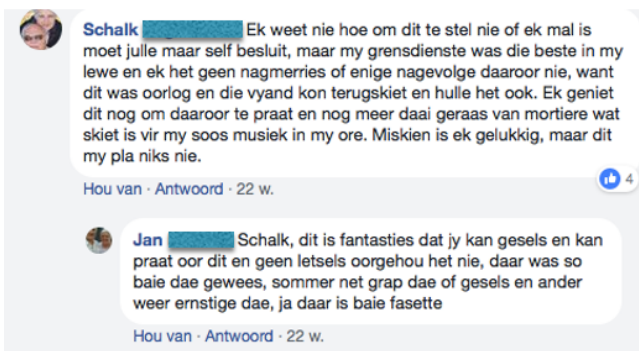 Schalk Ek weet nie hoe om dit te stel nie of ek mal is
moet julle maar self besluit, maar my grensdienste was die beste in my
lewe en ek het geen nagmerries of enige nagevolge daaroor nie, want
dit was oorlog en die vyand kon terugskiet en hulle het ook. Ek geniet
dit nog om daaroor te praat en nog meer daai geraas van mortiere wat
skiet is vir my soos musiek in my ore. Miskien is ek gelukkig, maar dit
my pla niks nie.
4
Hou van · Antwoord · 22 w.
Jan Schalk, dit is fantasties dat jy kan gesels en kan
praat oor dit en geen letsels oorgehou het nie, daar was so
baie dae gewees, sommer net grap dae of gesels en ander
weer ernstige dae, ja daar is baie fasette
Hou van · Antwoord · 22 w.